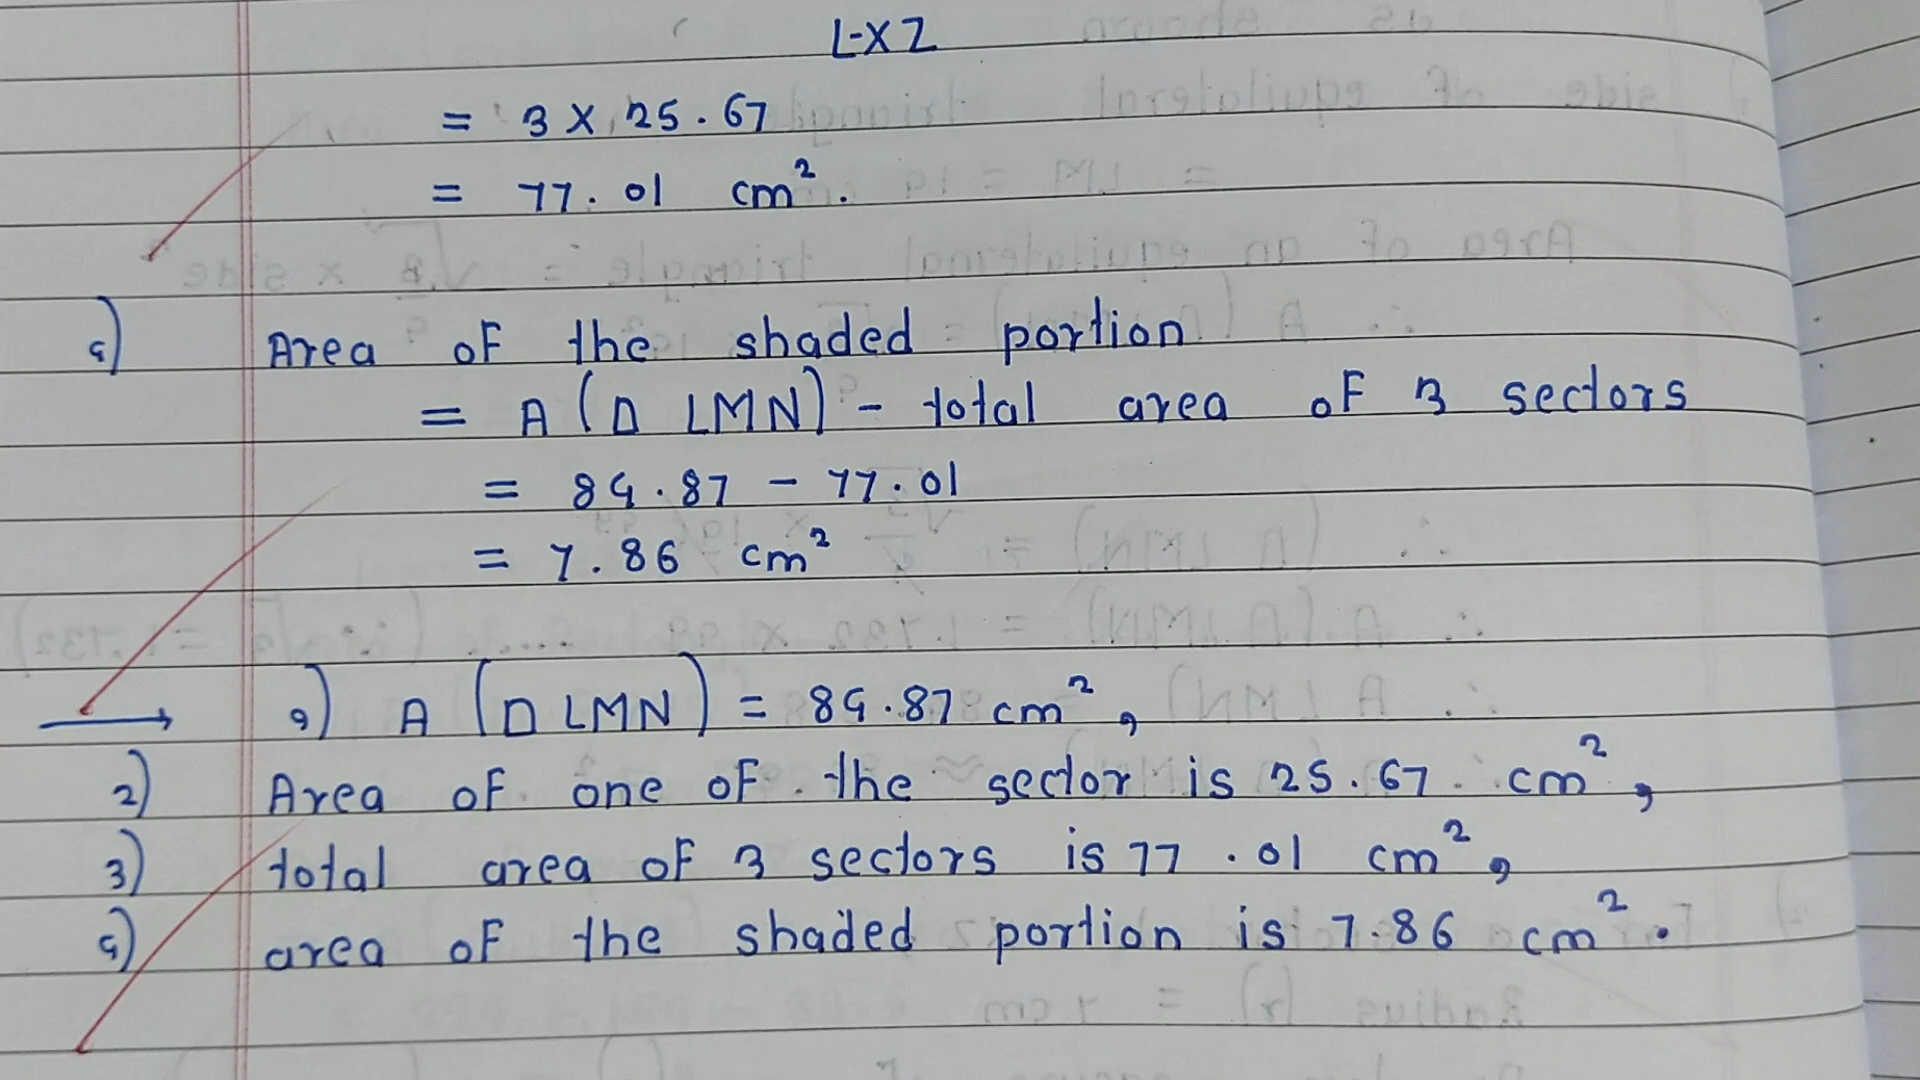 L-XZ
= 3 X 25.67
= 77.01 cm².
4) Area of the shaded portion
= A (Δ LMN) - total area of 3 sectors
= 84.87 - 77.01
= 7.86 cm²
→ 1) A (Δ LMN) = 84.87 cm²,
2) Area of one of the sector is 25.67 cm²,
3) total area of 3 sectors is 77.01 cm²,
4) area of the shaded portion is 7.86 cm².